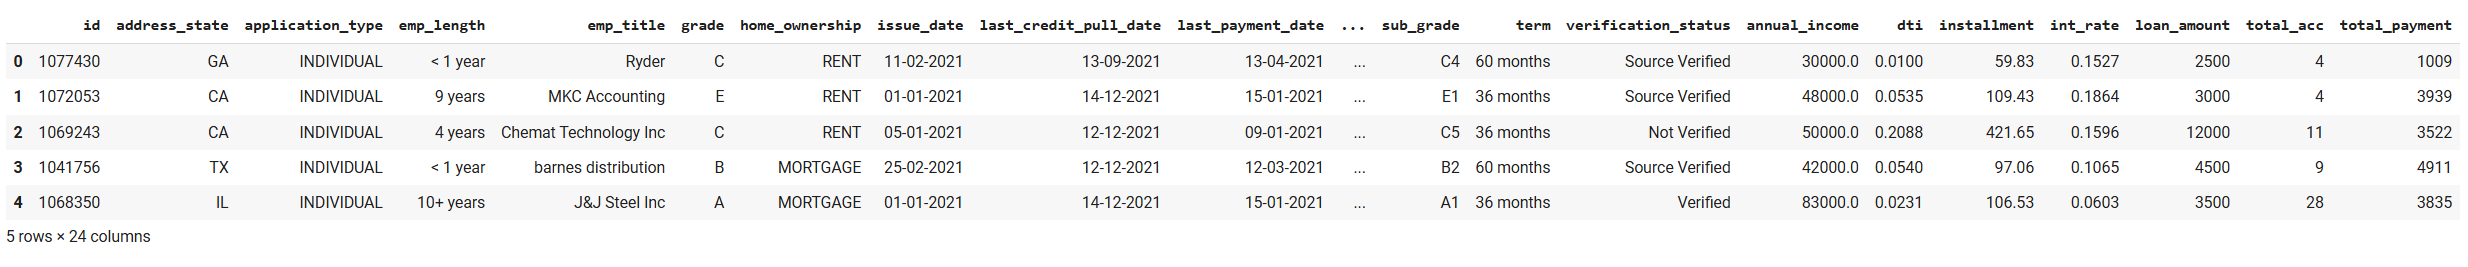 id address_state application_type emp_length emp_title grade home_ownership issue_date last_credit_pull_date last_payment_date ... sub_grade term verification_status annual_income dti installment int_rate loan_amount total_acc total_payment
0 1077430 GA INDIVIDUAL < 1 year Ryder C RENT 11-02-2021 13-09-2021 13-04-2021 ... C4 60 months Source Verified 30000.0 0.0100 59.83 0.1527 2500 4 1009
1 1072053 CA INDIVIDUAL 9 years MKC Accounting E RENT 01-01-2021 14-12-2021 15-01-2021 ... E1 36 months Source Verified 48000.0 0.0535 109.43 0.1864 3000 4 3939
2 1069243 CA INDIVIDUAL 4 years Chemat Technology Inc C RENT 05-01-2021 12-12-2021 09-01-2021 ... C5 36 months Not Verified 50000.0 0.2088 421.65 0.1596 12000 11 3522
3 1041756 TX INDIVIDUAL < 1 year barnes distribution B MORTGAGE 25-02-2021 12-12-2021 12-03-2021 ... B2 60 months Source Verified 42000.0 0.0540 97.06 0.1065 4500 9 4911
4 1068350 IL INDIVIDUAL 10+ years J&J Steel Inc A MORTGAGE 01-01-2021 14-12-2021 15-01-2021 ... A1 36 months Verified 83000.0 0.0231 106.53 0.0603 3500 28 3835
5 rows × 24 columns